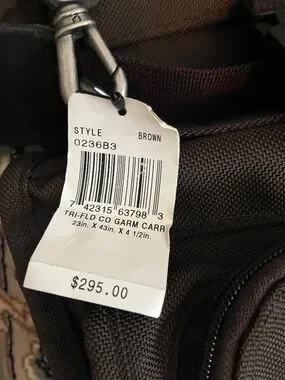 STYLE BROWN
0236B3
7 42315 63798 3
TRI-FLD CO GARM CARR
23in. X 43in. X 4 1/2in.
$295.00